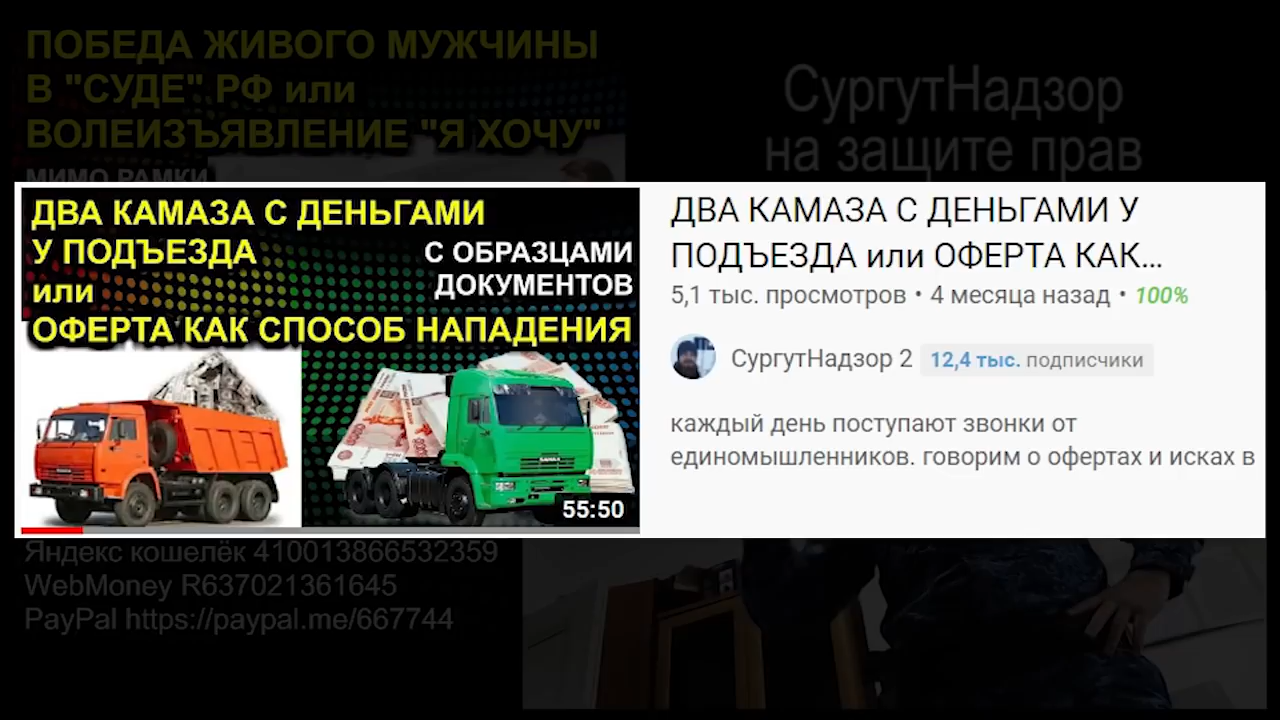 ПОБЕДА ЖИВОГО МУЖЧИНЫ
В "СУДЕ" РФ или
ВОЛЕИЗЪЯВЛЕНИЕ "Я ХОЧУ"
МИМО РАМКИ
СургутНадзор
на защите прав
ДВА КАМАЗА С ДЕНЬГАМИ
У ПОДЪЕЗДА
или
С ОБРАЗЦАМИ
ДОКУМЕНТОВ
ОФЕРТА КАК СПОСОБ НАПАДЕНИЯ
55:50
ДВА КАМАЗА С ДЕНЬГАМИ У
ПОДЪЕЗДА или ОФЕРТА КАК...
5,1 тыс. просмотров • 4 месяца назад • 100%
СургутНадзор 2 12,4 тыс. подписчики
каждый день поступают звонки от
единомышленников. говорим о офертах и исках в
Яндекс кошелёк 410013866532359
WebMoney R637021361645
PayPal https://paypal.me/667744